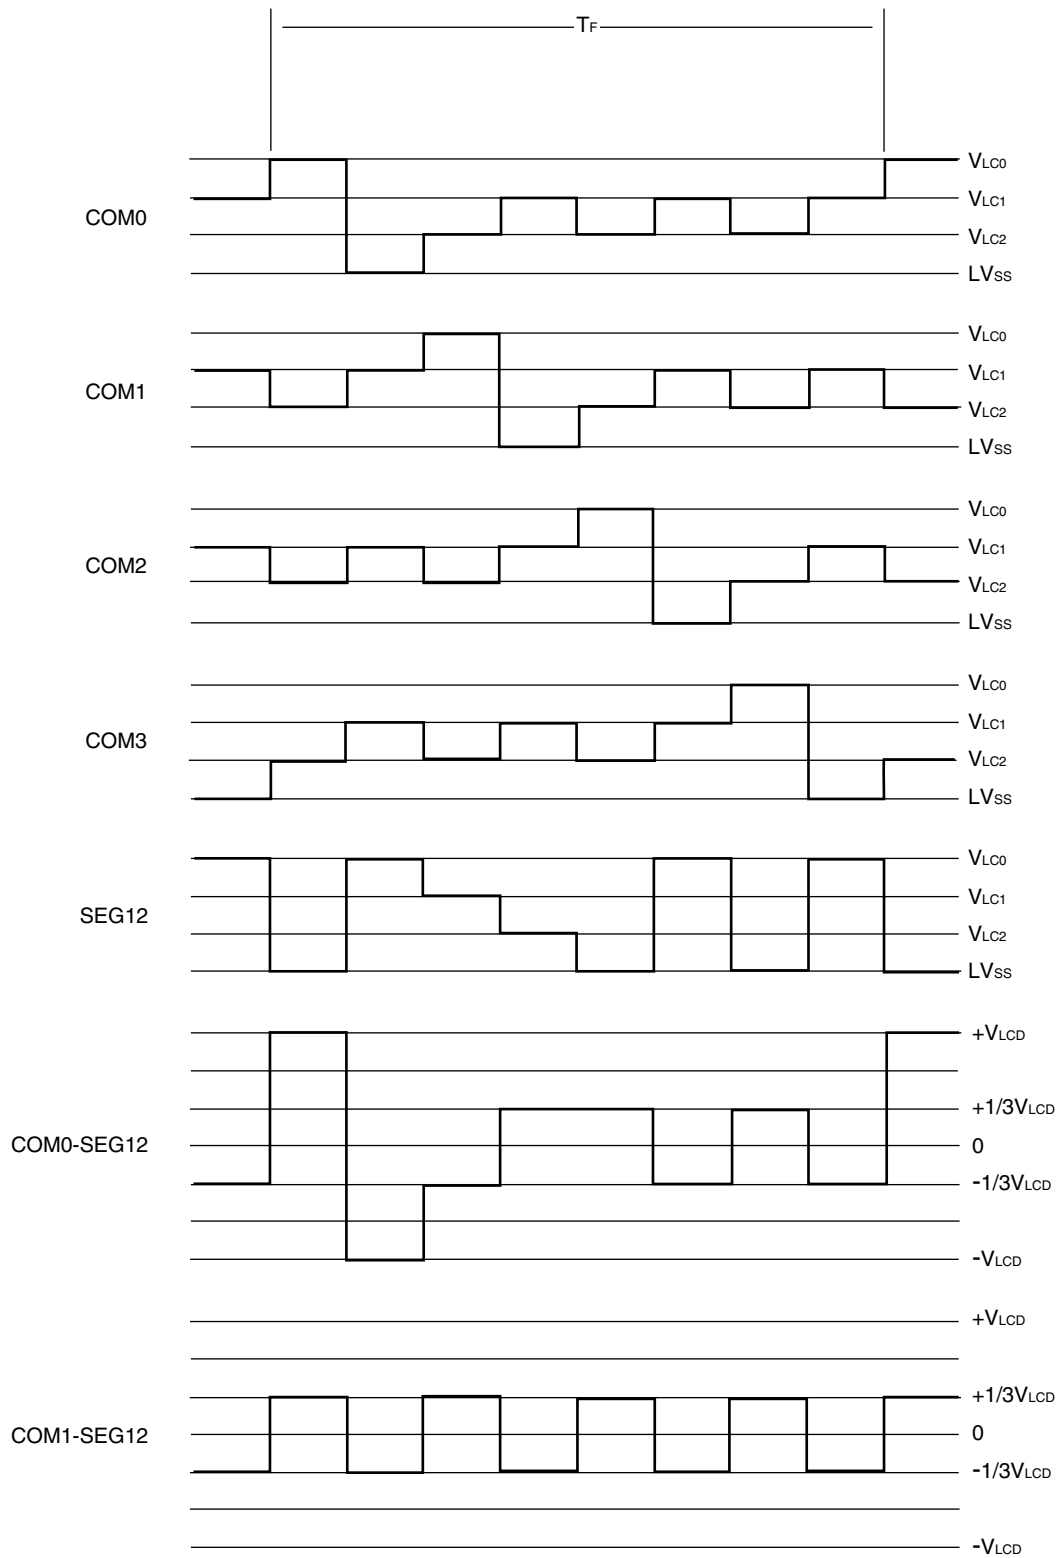 TF
VLC0
VLC1
COM0
VLC2
LVSS
VLC0
VLC1
COM1
VLC2
LVSS
VLC0
VLC1
COM2
VLC2
LVSS
VLC0
VLC1
COM3
VLC2
LVSS
VLC0
VLC1
SEG12
VLC2
LVSS
+VLCD
+1/3VLCD
COM0-SEG12
0
-1/3VLCD
-VLCD
+VLCD
+1/3VLCD
COM1-SEG12
0
-1/3VLCD
-VLCD